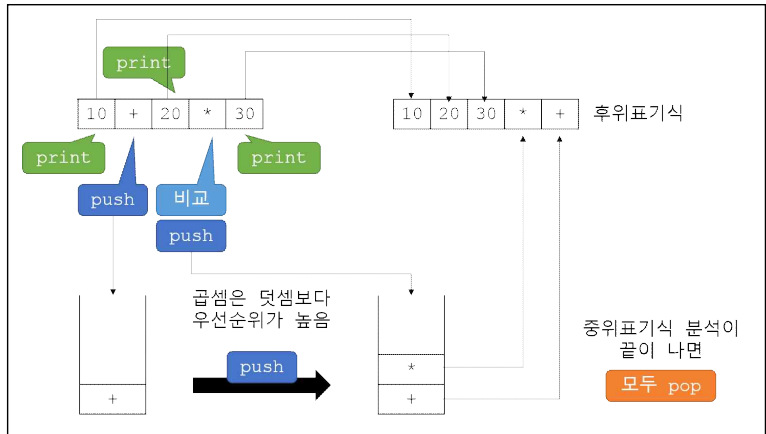 print
10 + 20 * 30
10 20 30 * +
후위표기식
print
print
push
비교
push
곱셈은 덧셈보다
우선순위가 높음
push
+
*
+
중위표기식 분석이
끝이 나면
모두 pop